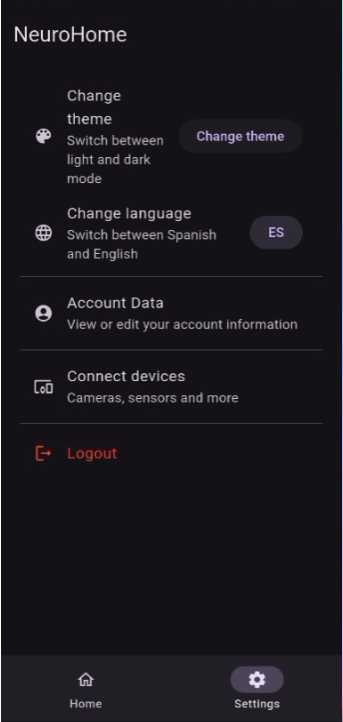 NeuroHome
Change
theme
Switch between
light and dark
mode
Change theme
Change language
Switch between Spanish
and English
ES
Account Data
View or edit your account information
Connect devices
Cameras, sensors and more
Logout
Home
Settings